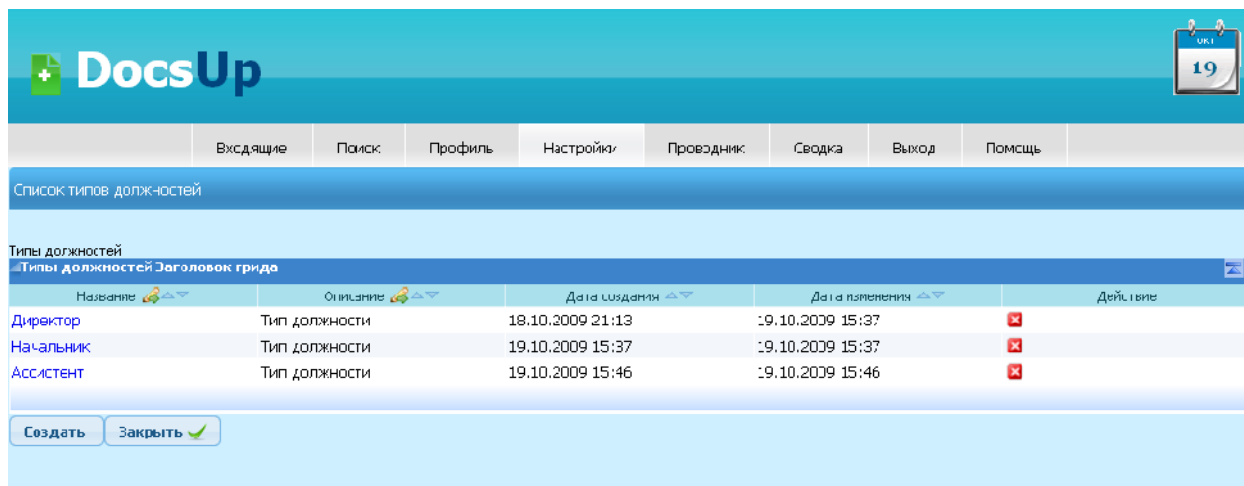 DocsUp
ОКТ
19
Входящие Поиск Профиль Настройки Проводник Сводка Выход Помощь
Список типов должностей
Типы должностей
Типы должностей Заголовок грида
Название Описание Дата создания Дата изменения Действие
Директор Тип должности 18.10.2009 21:13 19.10.2009 15:37
Начальник Тип должности 19.10.2009 15:37 19.10.2009 15:37
Ассистент Тип должности 19.10.2009 15:46 19.10.2009 15:46
Создать Закрыть